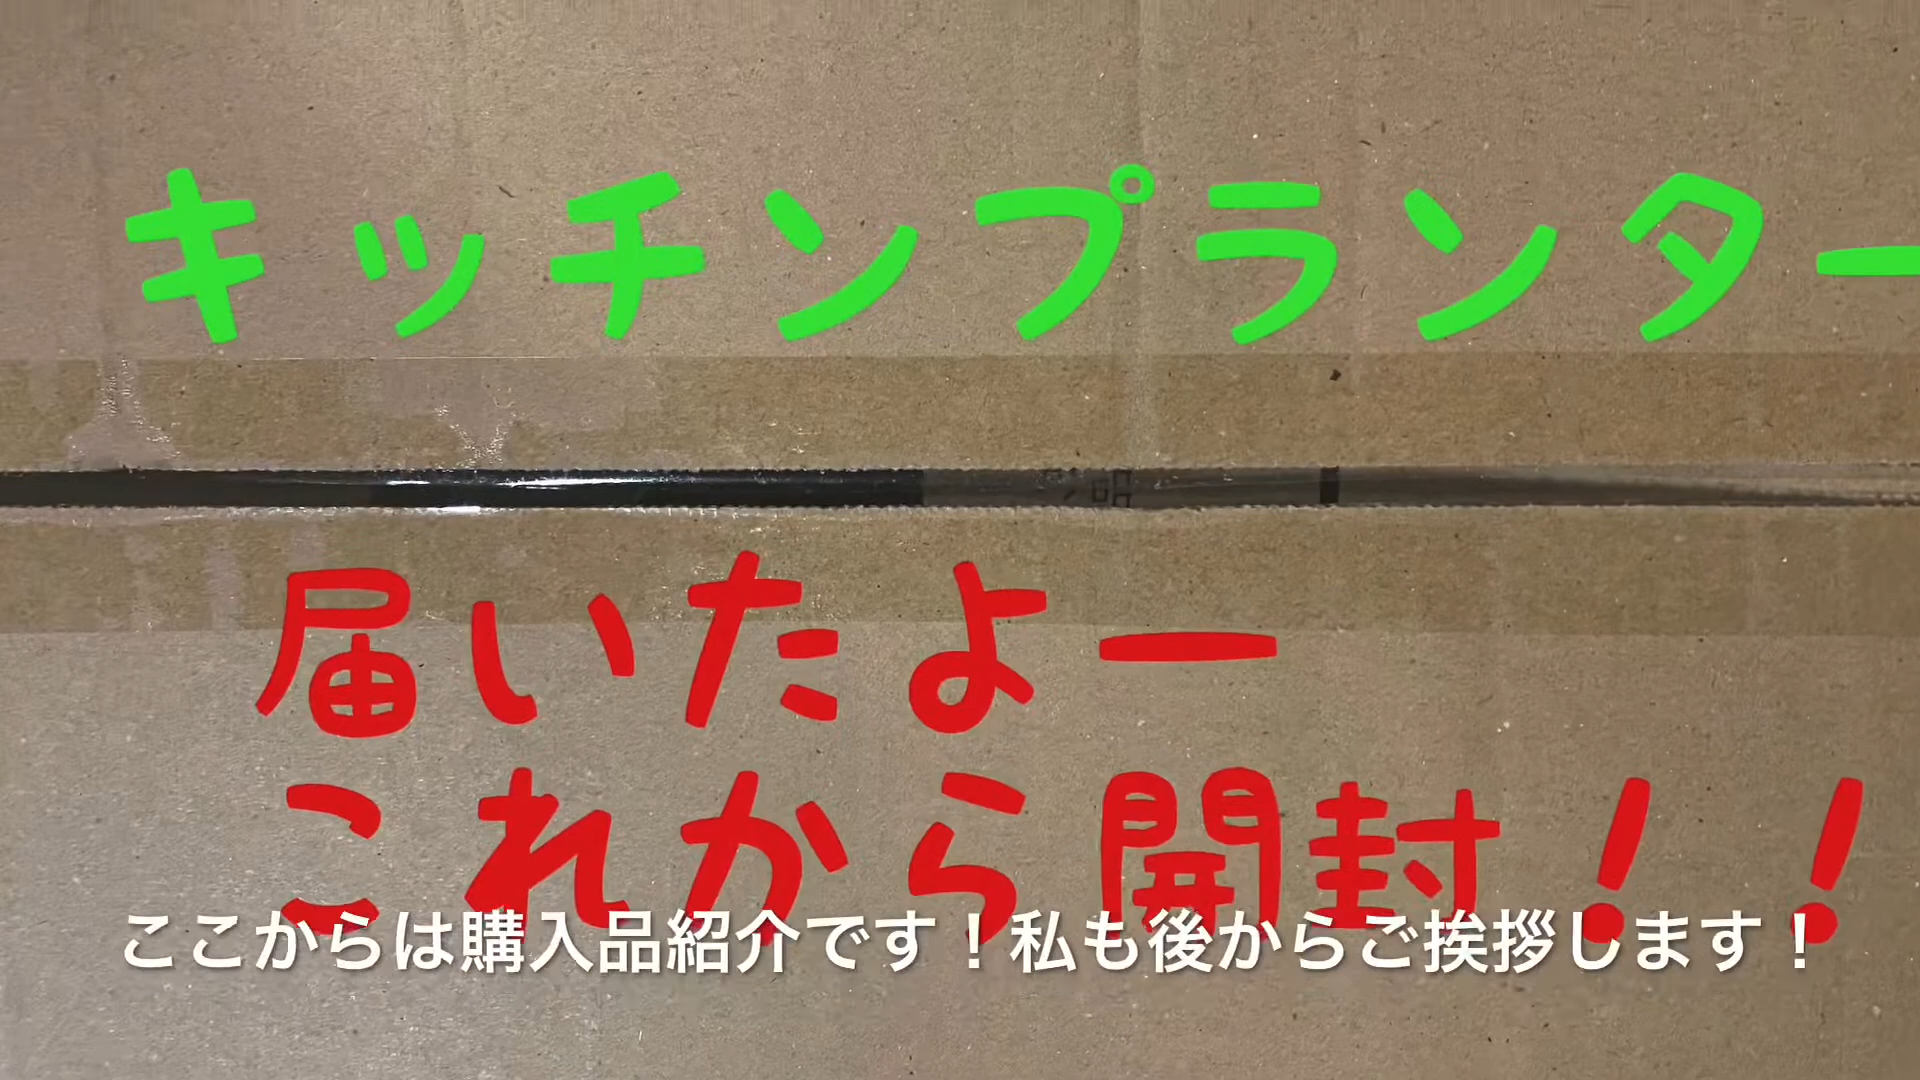 キッチンプランター
届いたよー
これから開封！！
ここからは購入品紹介です！私も後からご挨拶します！